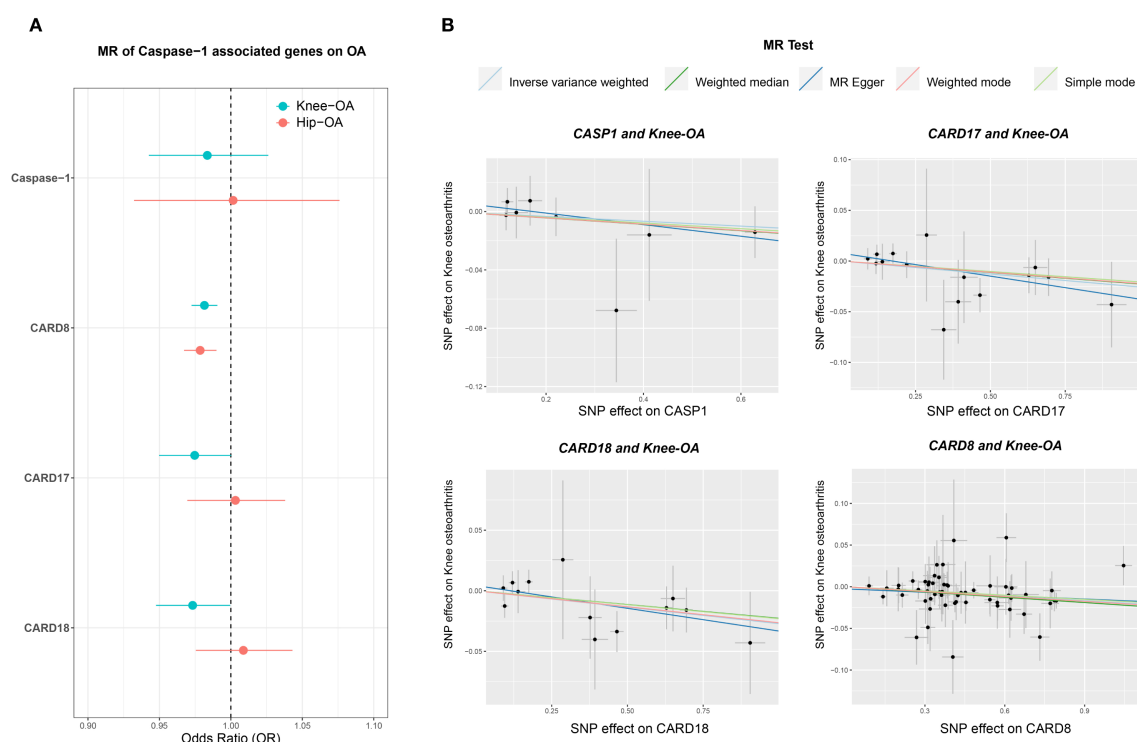 A
MR of Caspase−1 associated genes on OA
Knee−OA
Hip−OA
Caspase−1
CARD8
CARD17
CARD18
0.90 0.95 1.00 1.05 1.10
Odds Ratio (OR)
B
MR Test
Inverse variance weighted Weighted median MR Egger Weighted mode Simple mode
CASP1 and Knee-OA
SNP effect on Knee osteoarthritis
0.00
−0.04
−0.08
−0.12
0.2 0.4 0.6
SNP effect on CASP1
CARD17 and Knee-OA
SNP effect on Knee osteoarthritis
0.10
0.05
0.00
−0.05
−0.10
0.25 0.50 0.75
SNP effect on CARD17
CARD18 and Knee-OA
SNP effect on Knee osteoarthritis
0.05
0.00
−0.05
0.25 0.50 0.75
SNP effect on CARD18
CARD8 and Knee-OA
SNP effect on Knee osteoarthritis
0.10
0.05
0.00
−0.05
−0.10
0.3 0.6 0.9
SNP effect on CARD8